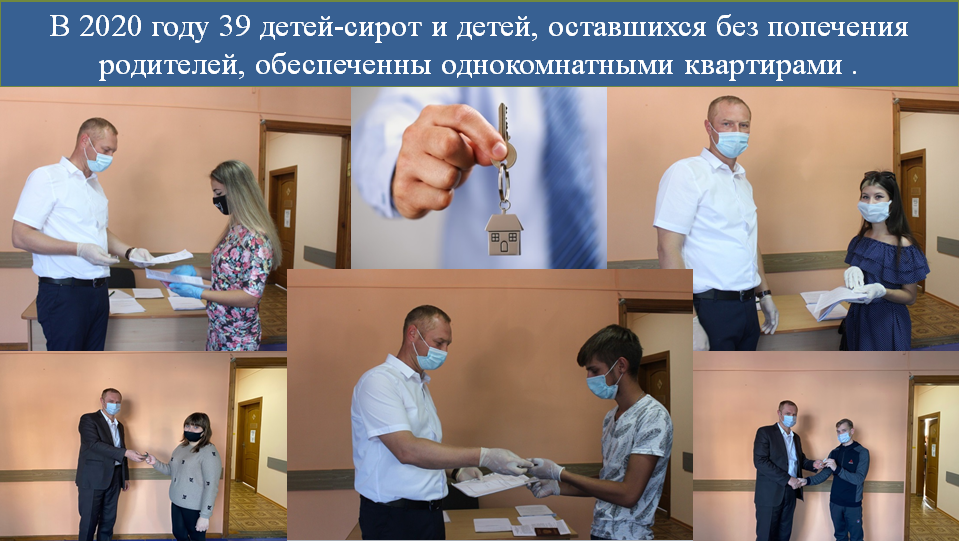 В 2020 году 39 детей-сирот и детей, оставшихся без попечения
родителей, обеспеченны однокомнатными квартирами .